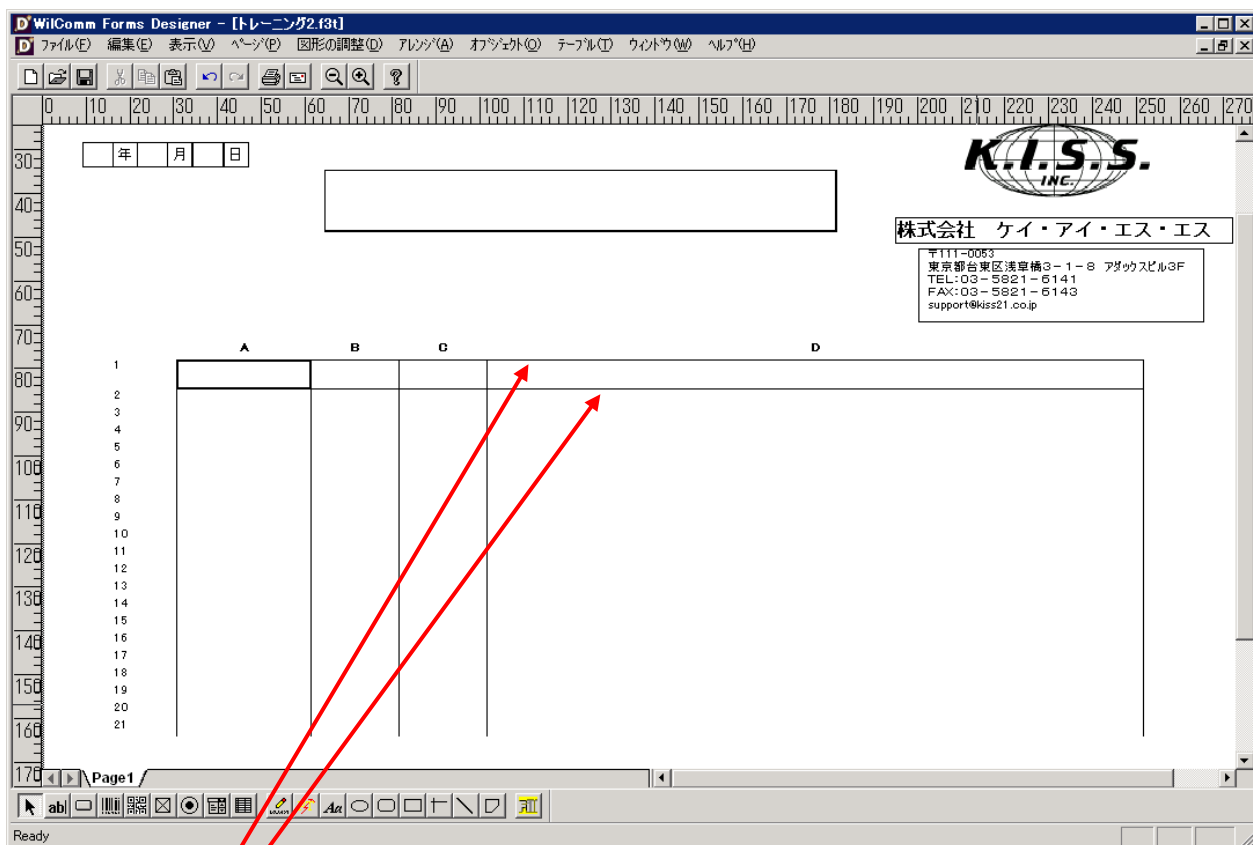 WilComm Forms Designer - [トレーニング2.f3t]
ファイル(F) 編集(E) 表示(V) ページ(P) 図形の調整(D) アレンジ(A) オブジェクト(O) テーブル(T) ウィンドウ(W) ヘルプ(H)
0 10 20 30 40 50 60 70 80 90 100 110 120 130 140 150 160 170 180 190 200 210 220 230 240 250 260 270
30
40
50
60
70
80
90
100
110
120
130
140
150
160
170
年 月 日
K.I.S.S.
INC.
株式会社 ケイ・アイ・エス・エス
〒111-0053
東京都台東区浅草橋3-1-8 アダックスビル3F
TEL:03-5821-6141
FAX:03-5821-6143
support@kiss21.co.jp
A B C D
1
2
3
4
5
6
7
8
9
10
11
12
13
14
15
16
17
18
19
20
21
Page1
ab Aa
Ready